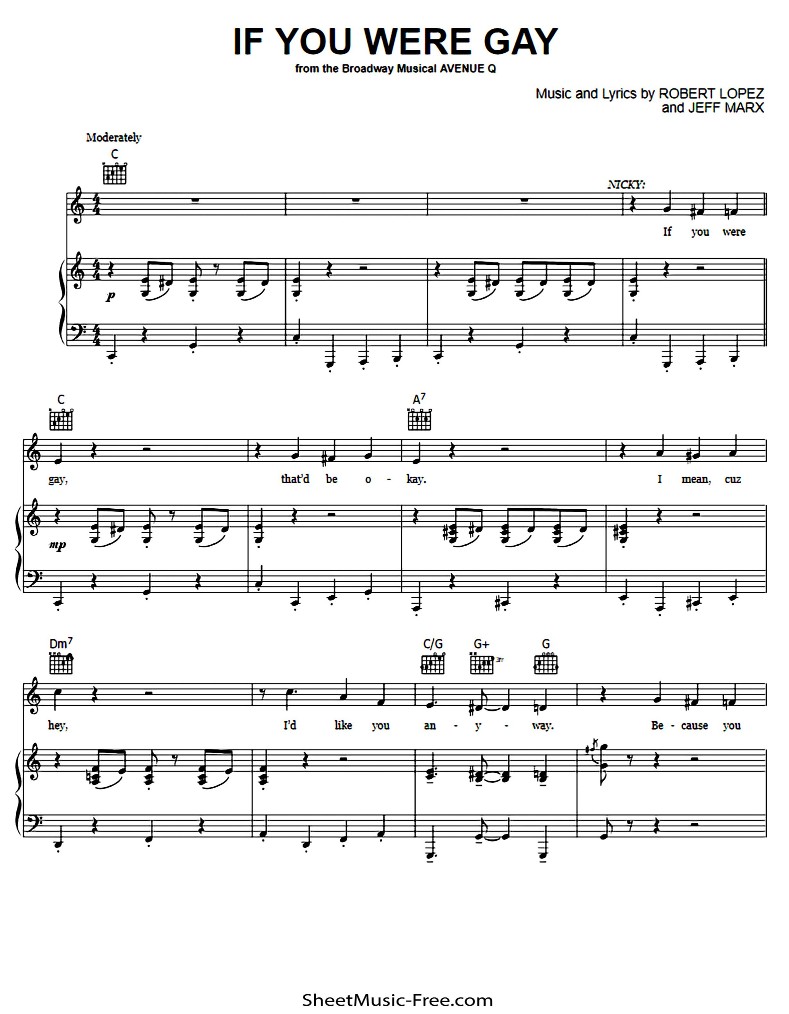 IF YOU WERE GAY
from the Broadway Musical AVENUE Q
Music and Lyrics by ROBERT LOPEZ
and JEFF MARX
Moderately
C
NICKY:
If you were
p
C A7
gay, that'd be o - kay. I mean, cuz
mp
Dm7 C/G G+ G
hey, I'd like you an - y - way. Be - cause you
SheetMusic-Free.com